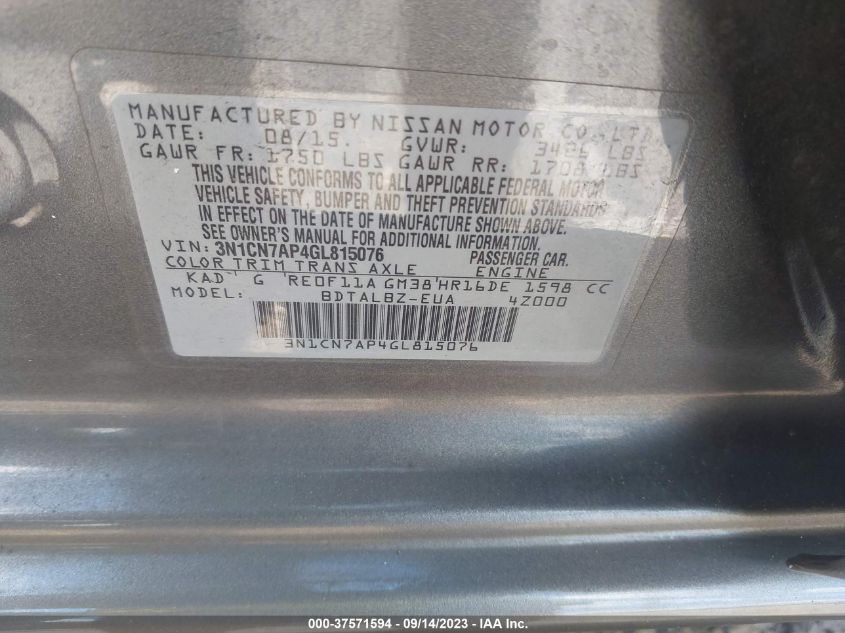 MANUFACTURED BY NISSAN MOTOR CO., LTD.
DATE: 08/15. GVWR: 3426 LBS
GAWR FR: 1750 LBS GAWR RR: 1708 LBS
THIS VEHICLE CONFORMS TO ALL APPLICABLE FEDERAL MOTOR
VEHICLE SAFETY, BUMPER AND THEFT PREVENTION STANDARDS
IN EFFECT ON THE DATE OF MANUFACTURE SHOWN ABOVE.
SEE OWNER'S MANUAL FOR ADDITIONAL INFORMATION.
VIN: 3N1CN7AP4GL815076 PASSENGER CAR.
COLOR TRIM TRANS AXLE ENGINE
KAD G RE0F11A GM38 HR16DE 1598 CC
MODEL: BDTALBZ-EUA 4Z000
3N1CN7AP4GL815076
000-37571594 - 09/14/2023 - IAA Inc.